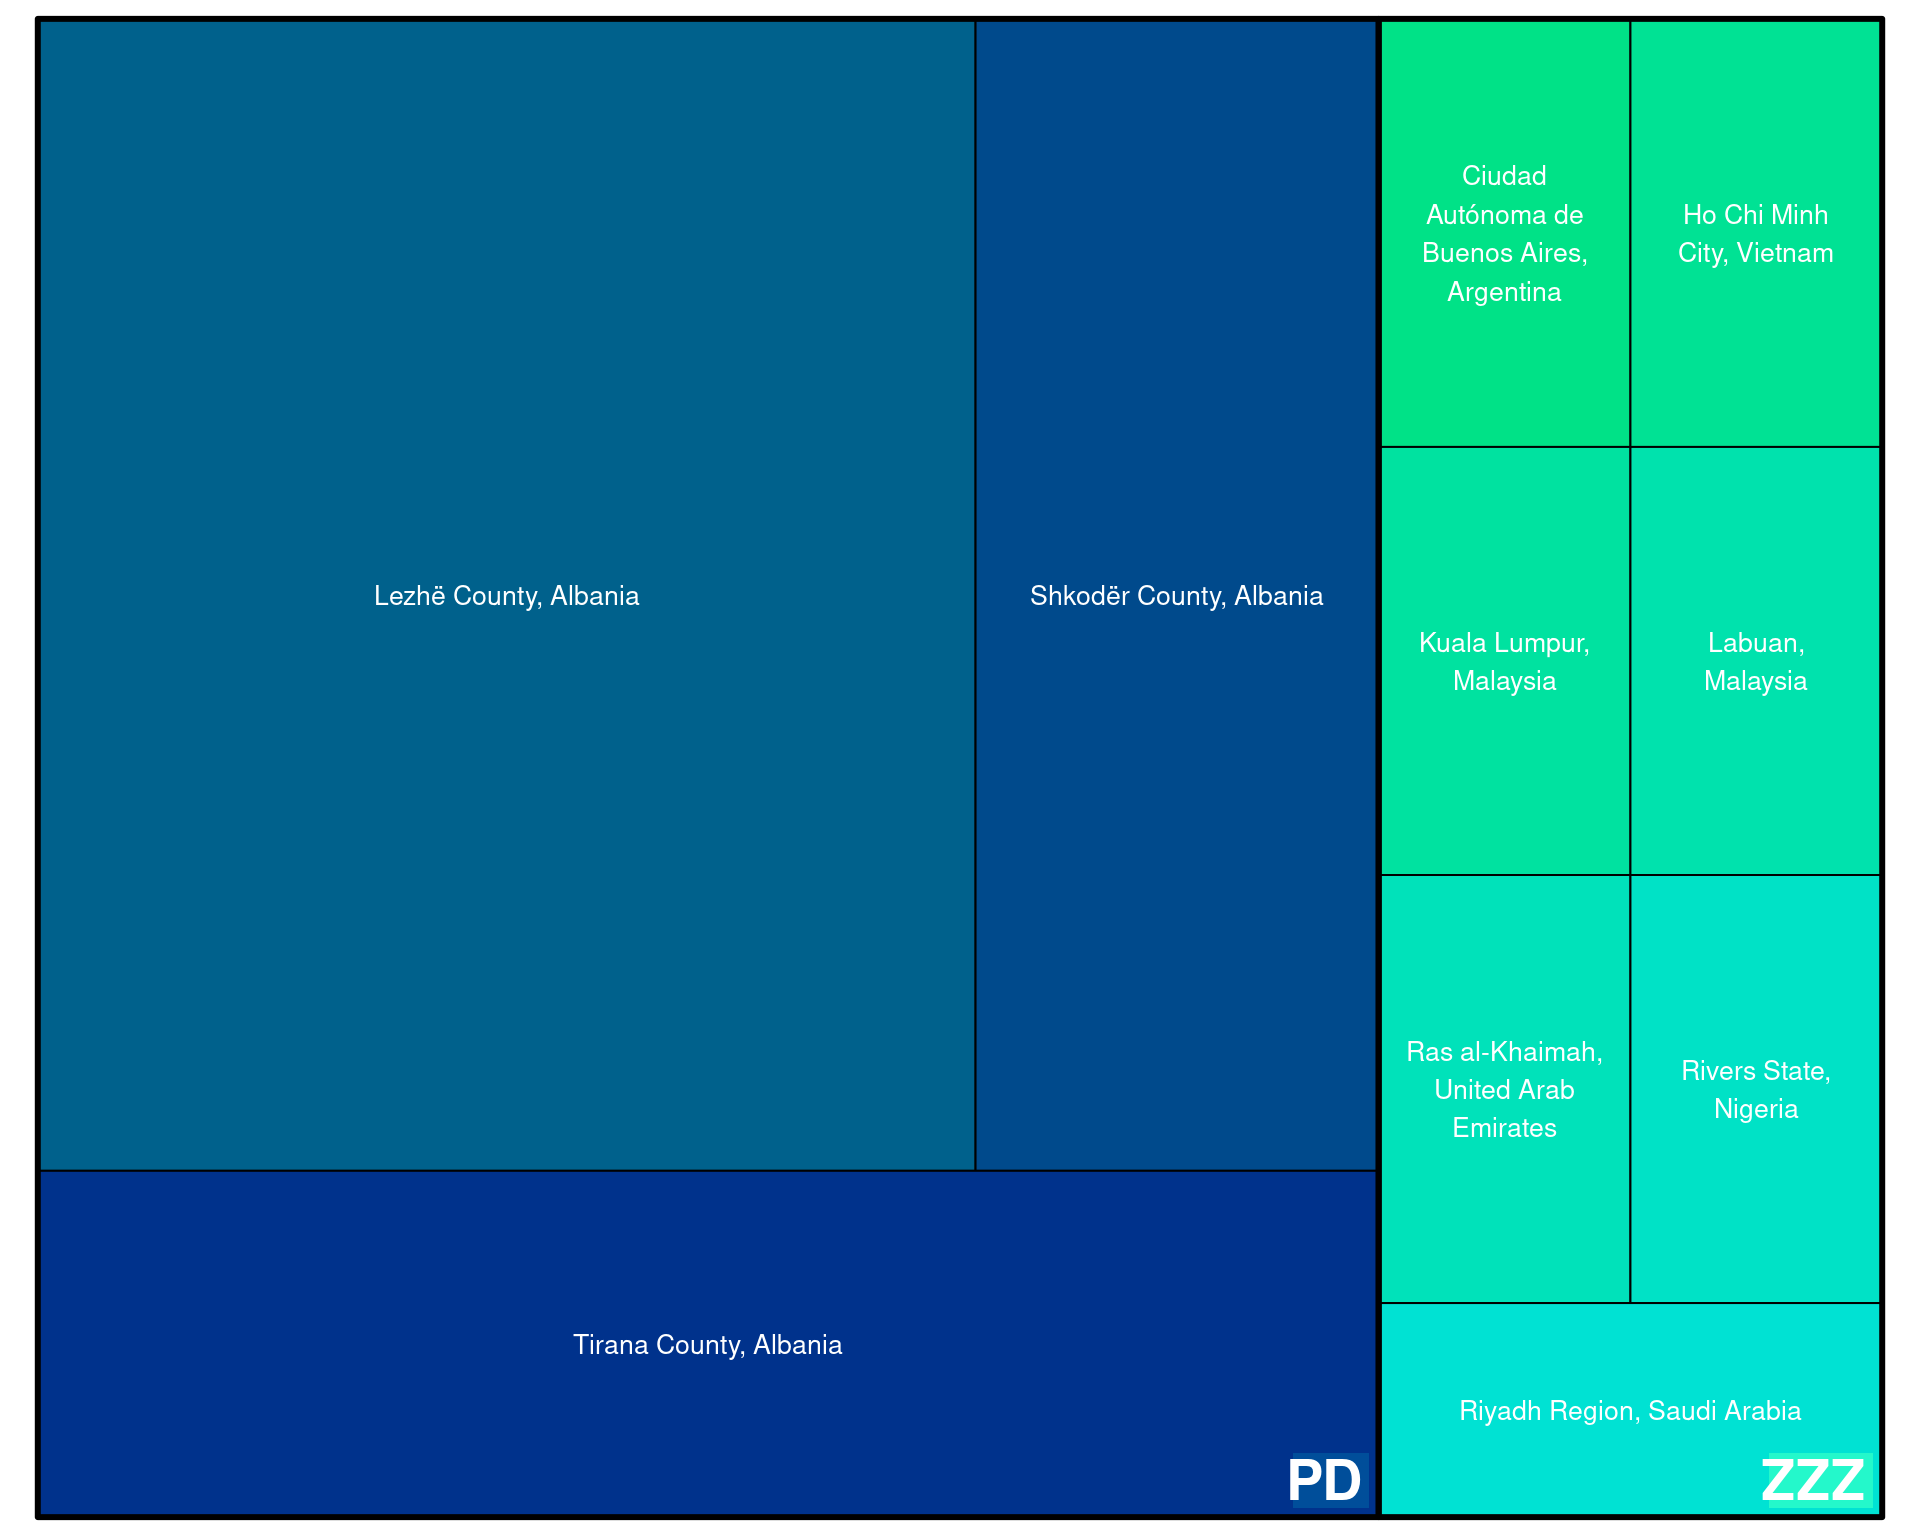 Lezhë County, Albania
Shkodër County, Albania
Tirana County, Albania
PD
Ciudad
Autónoma de
Buenos Aires,
Argentina
Ho Chi Minh
City, Vietnam
Kuala Lumpur,
Malaysia
Labuan,
Malaysia
Ras al-Khaimah,
United Arab
Emirates
Rivers State,
Nigeria
Riyadh Region, Saudi Arabia
ZZZ